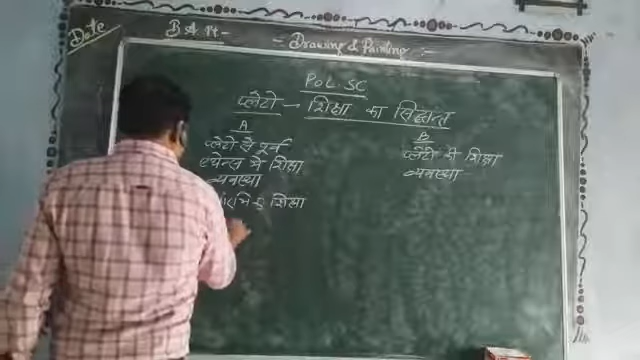 Date
- Drawing & Painting :-
POL. SC
प्लेटो → शिक्षा का सिद्धान्त
A
प्लेटो से पूर्व
एथेन्स में शिक्षा
व्यवस्था
शिक्षा
B
प्लेटो की शिक्षा
व्यवस्था